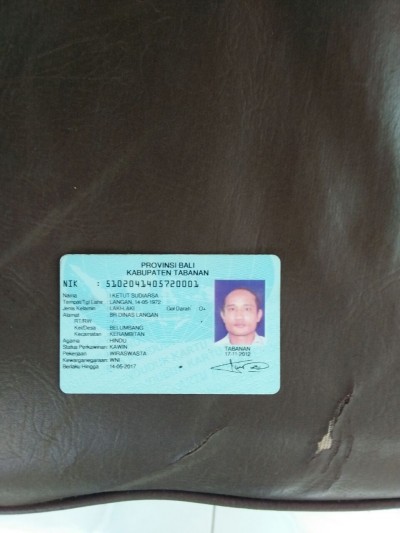 PROVINSI BALI
KABUPATEN TABANAN
NIK : 5102041405720001
Nama : I KETUT SUDIARSA
Tempat/Tgl Lahir : LANGAN, 14-05-1972
Jenis Kelamin : LAKI-LAKI Gol Darah : O+
Alamat : BR.DINAS LANGAN
RT/RW
Kel/Desa : BELUMBANG
Kecamatan : KERAMBITAN
Agama : HINDU
Status Perkawinan : KAWIN
Pekerjaan : WIRASWASTA
Kewarganegaraan : WNI
Berlaku Hingga : 14-05-2017
TABANAN
17-11-2012